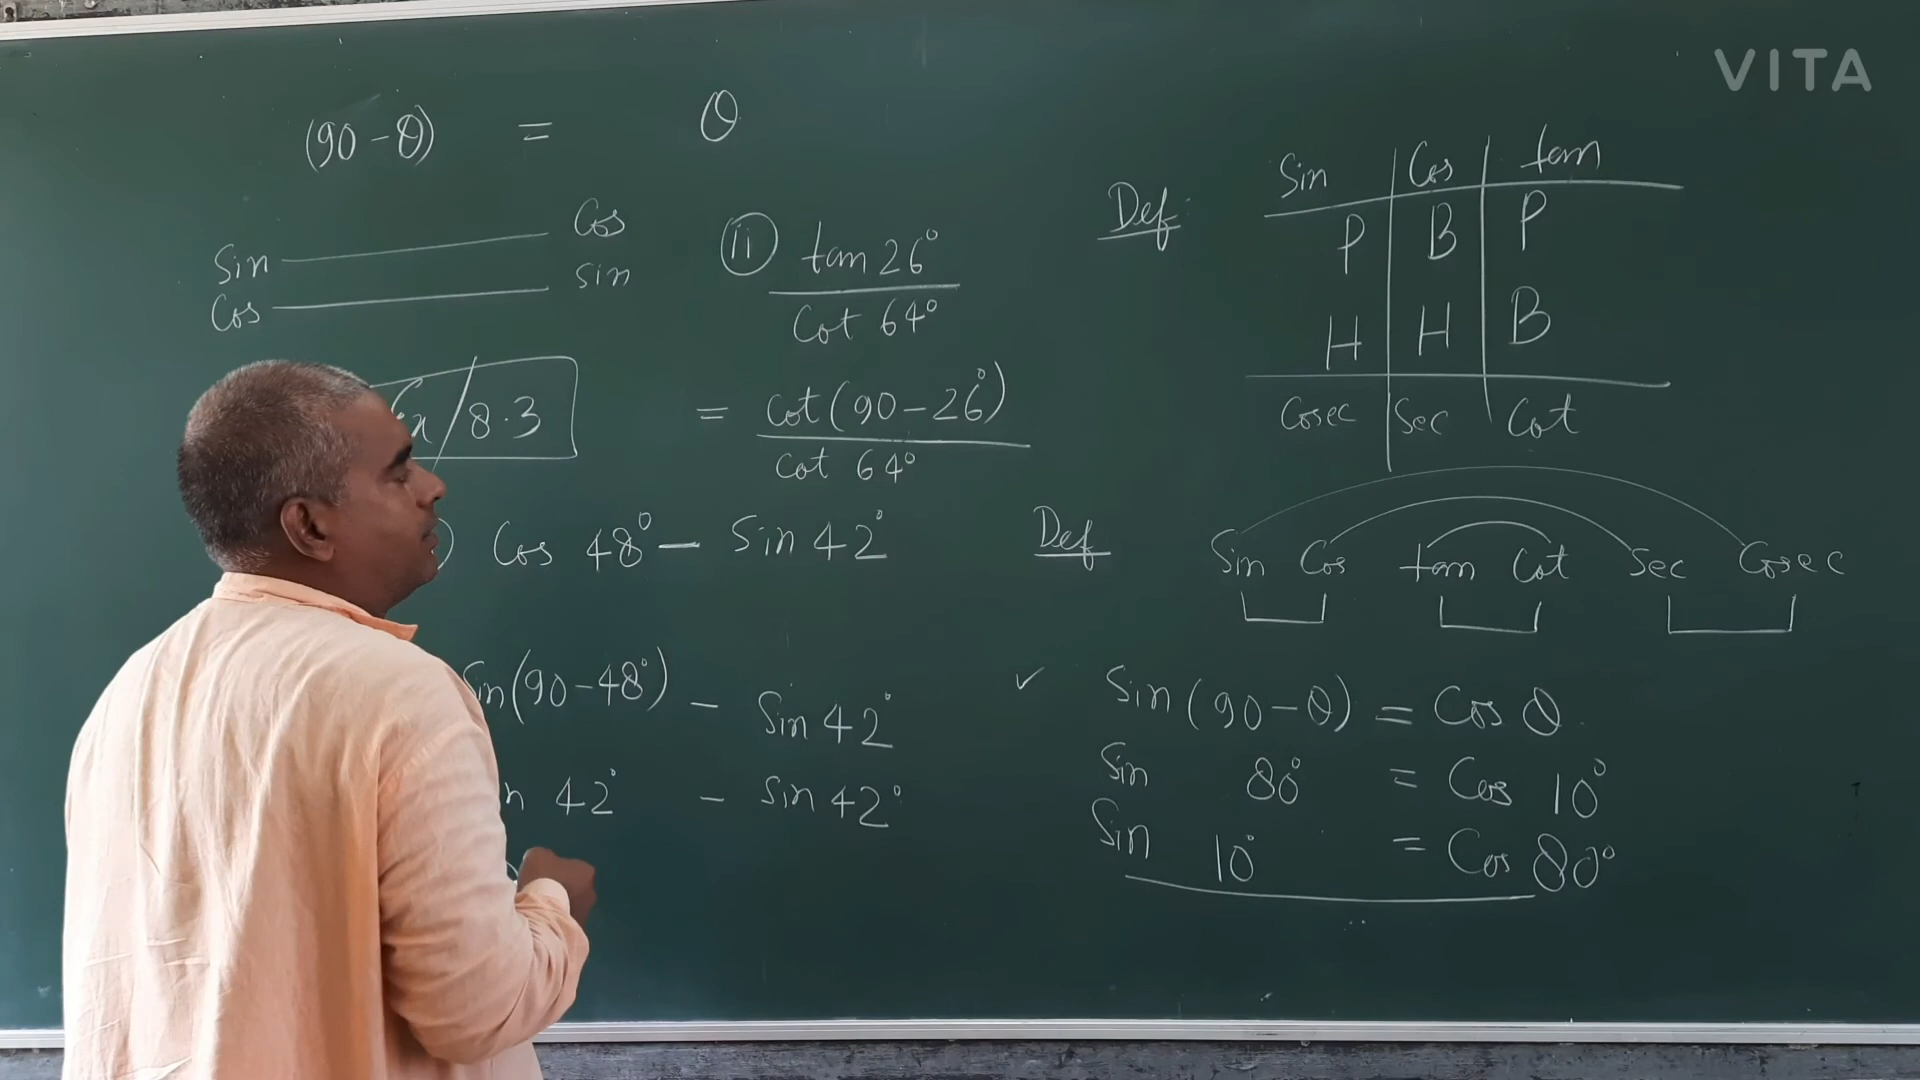 VITA
(90-θ) = θ
Sin Cos
Cos sin
Ex/8.3
Cos 48° - Sin 42°
Sin(90-48°) - Sin 42°
n 42° - Sin 42°
(ii) tan 26°
Cot 64°
= cot(90-26°)
cot 64°
Def: Sin Cos tan
P B P
H H B
Cosec Sec Cot
Def Sin Cos tan Cot Sec Cosec
✓ Sin(90-θ) = Cos θ
Sin 80° = Cos 10°
Sin 10° = Cos 80°